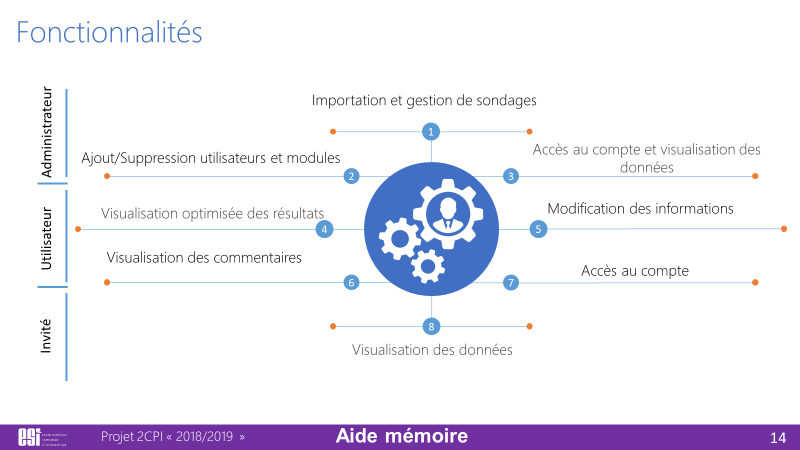 Fonctionnalités
Administrateur
Utilisateur
Invité
Importation et gestion de sondages
1
Ajout/Suppression utilisateurs et modules
2
Accès au compte et visualisation des
données
3
Visualisation optimisée des résultats
4
Modification des informations
5
Visualisation des commentaires
6
Accès au compte
7
8
Visualisation des données
esi
Projet 2CPI « 2018/2019 »
Aide mémoire
14